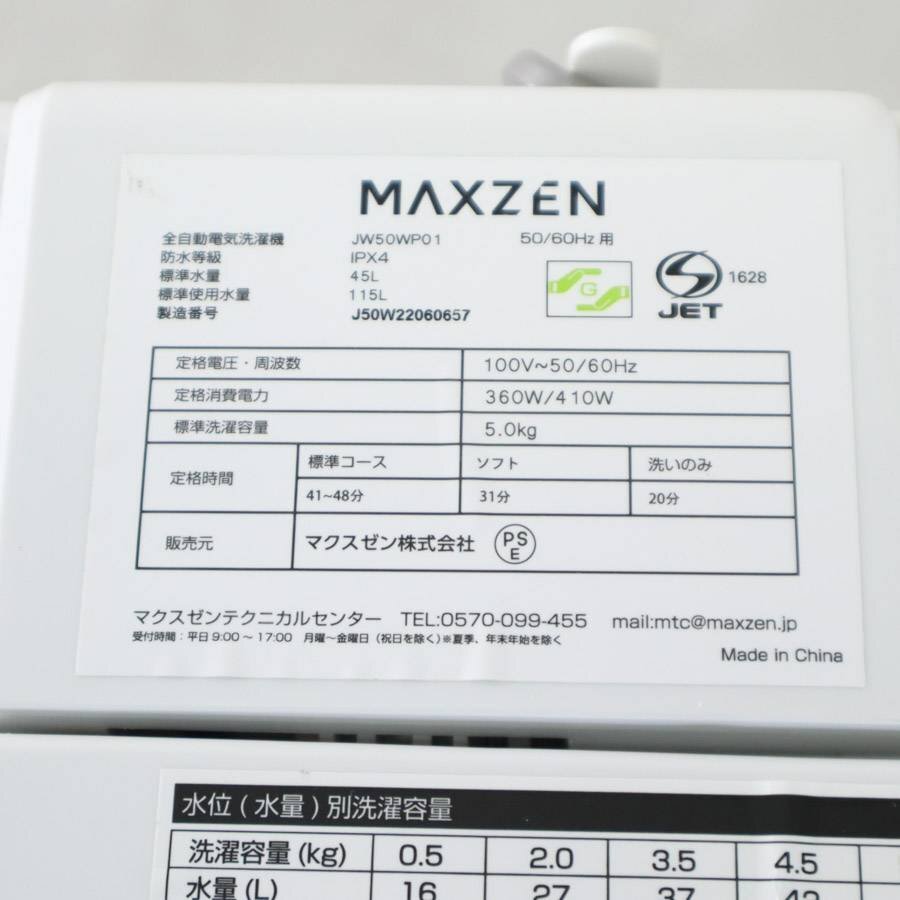 MAXZEN
全自動電気洗濯機 JW50WP01 50/60Hz 用
防水等級 IPX4
標準水量 45L
標準使用水量 115L
製造番号 J50W22060657
G
JET 1628
定格電圧・周波数 100V~50/60Hz
定格消費電力 360W/410W
標準洗濯容量 5.0kg
定格時間 標準コース ソフト 洗いのみ
41~48分 31分 20分
販売元 マクスゼン株式会社 PSE
マクスゼンテクニカルセンター TEL:0570-099-455 mail:mtc@maxzen.jp
受付時間：平日9:00～17:00 月曜～金曜日（祝日を除く）※夏季、年末年始を除く
Made in China
水位(水量)別洗濯容量
洗濯容量(kg) 0.5 2.0 3.5 4.5
水量(L) 16 27 37 42